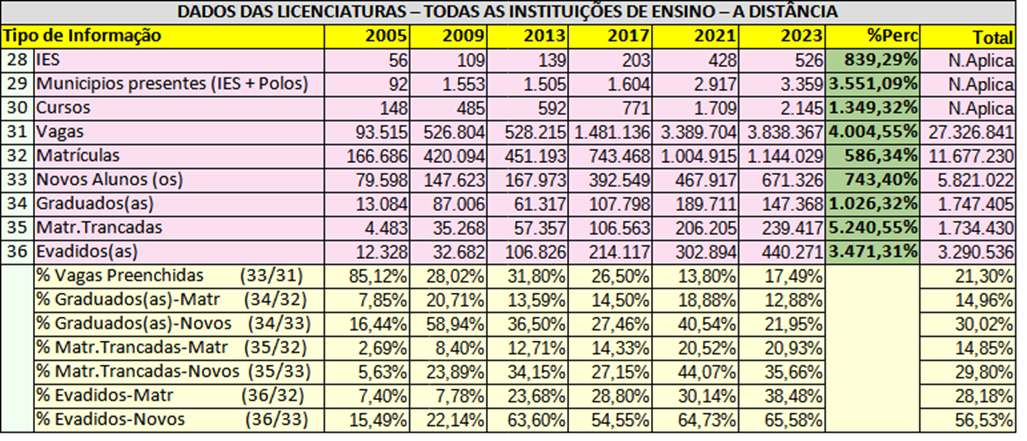 DADOS DAS LICENCIATURAS – TODAS AS INSTITUIÇÕES DE ENSINO – A DISTÂNCIA
Tipo de Informação 2005 2009 2013 2017 2021 2023 %Perc Total
28 IES 56 109 139 203 428 526 839,29% N.Aplica
29 Municipios presentes (IES + Polos) 92 1.553 1.505 1.604 2.917 3.359 3.551,09% N.Aplica
30 Cursos 148 485 592 771 1.709 2.145 1.349,32% N.Aplica
31 Vagas 93.515 526.804 528.215 1.481.136 3.389.704 3.838.367 4.004,55% 27.326.841
32 Matrículas 166.686 420.094 451.193 743.468 1.004.915 1.144.029 586,34% 11.677.230
33 Novos Alunos (os) 79.598 147.623 167.973 392.549 467.917 671.326 743,40% 5.821.022
34 Graduados(as) 13.084 87.006 61.317 107.798 189.711 147.368 1.026,32% 1.747.405
35 Matr.Trancadas 4.483 35.268 57.357 106.563 206.205 239.417 5.240,55% 1.734.430
36 Evadidos(as) 12.328 32.682 106.826 214.117 302.894 440.271 3.471,31% 3.290.536
% Vagas Preenchidas (33/31) 85,12% 28,02% 31,80% 26,50% 13,80% 17,49% 21,30%
% Graduados(as)-Matr (34/32) 7,85% 20,71% 13,59% 14,50% 18,88% 12,88% 14,96%
% Graduados(as)-Novos (34/33) 16,44% 58,94% 36,50% 27,46% 40,54% 21,95% 30,02%
% Matr.Trancadas-Matr (35/32) 2,69% 8,40% 12,71% 14,33% 20,52% 20,93% 14,85%
% Matr.Trancadas-Novos (35/33) 5,63% 23,89% 34,15% 27,15% 44,07% 35,66% 29,80%
% Evadidos-Matr (36/32) 7,40% 7,78% 23,68% 28,80% 30,14% 38,48% 28,18%
% Evadidos-Novos (36/33) 15,49% 22,14% 63,60% 54,55% 64,73% 65,58% 56,53%